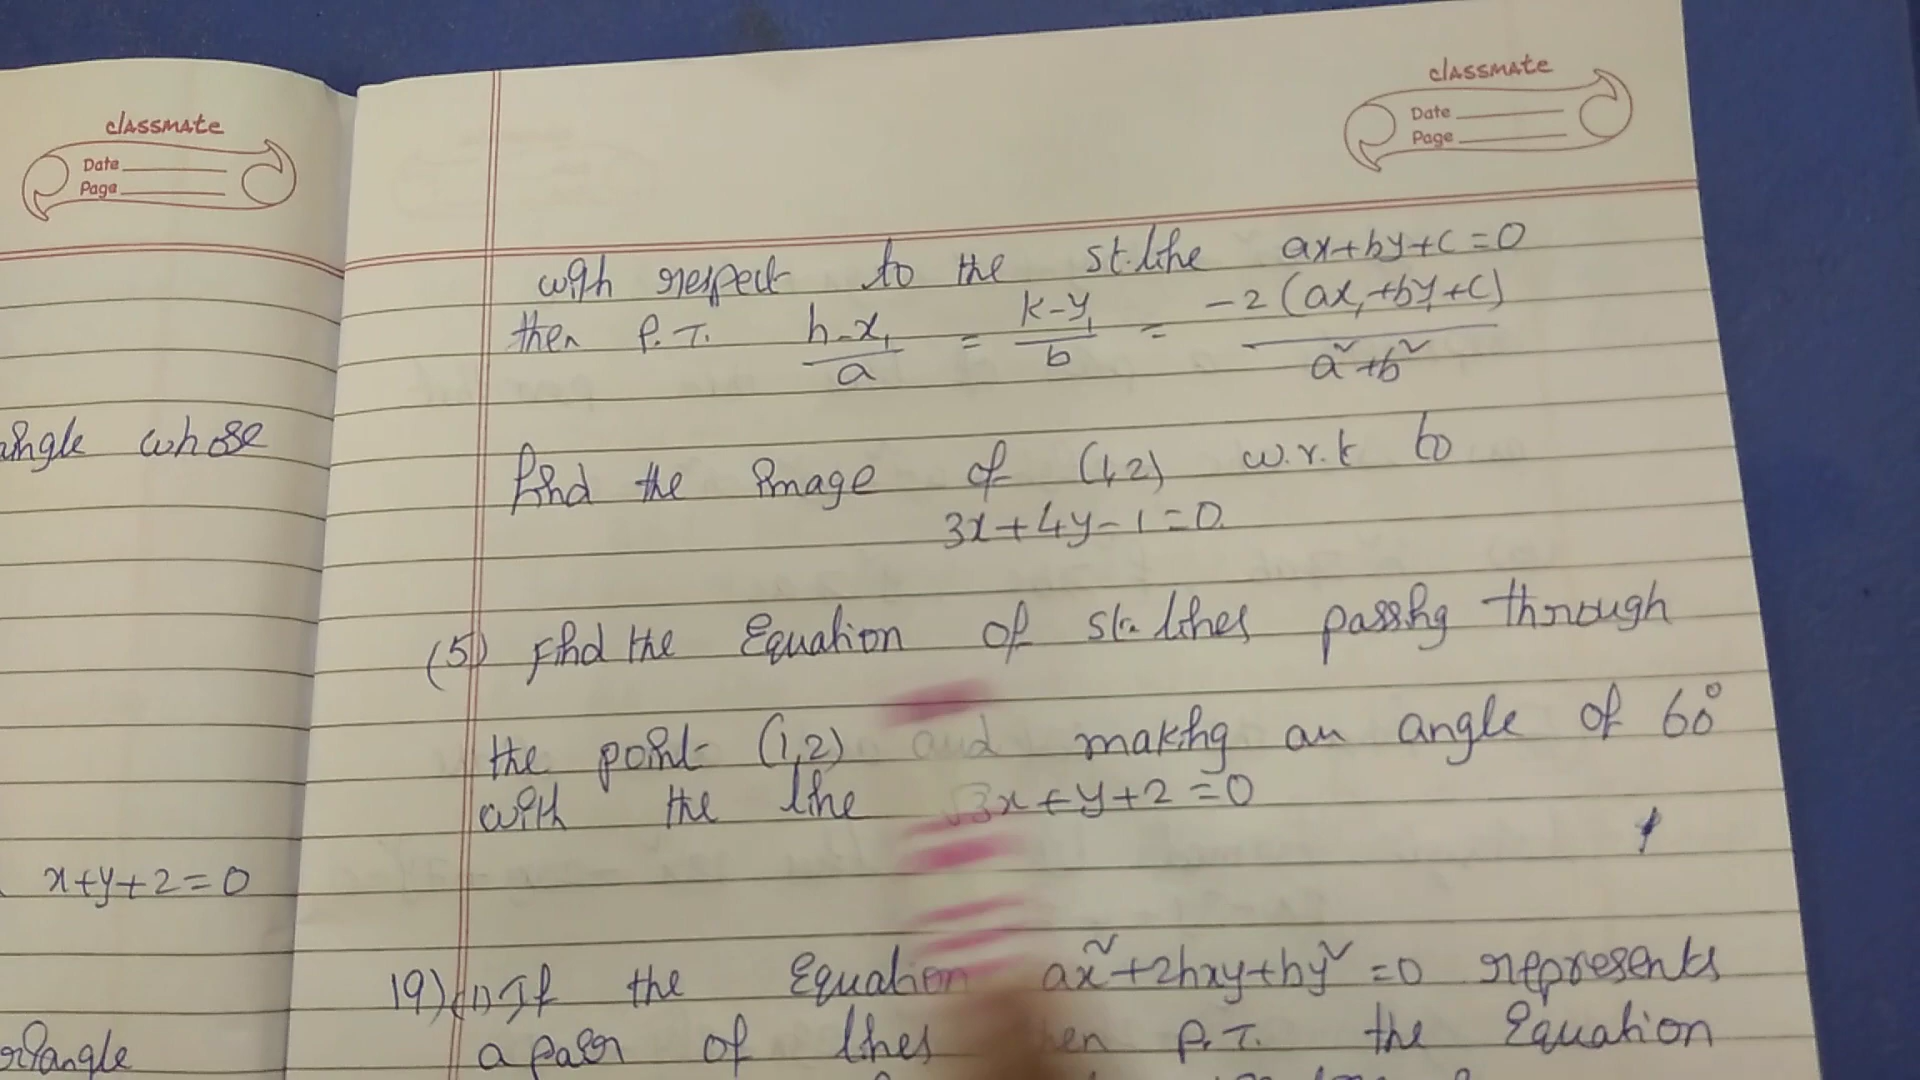 classmate
Date
Page
angle whose
x+y+2=0
classmate
Date
Page
with respect to the st.line ax+by+c=0
then P.T. h-x₁/a = k-y₁/b = -2(ax₁+by₁+c)/a²+b²
find the image of (1,2) w.r.t to
3x+4y-1=0
(5) Find the Equation of st. lines passing through
the point (1,2) and making an angle of 60°
with the line √3x+y+2=0
19) (1) If the Equation ax²+2hxy+by²=0 represents
a pair of lines then P.T. the Equation